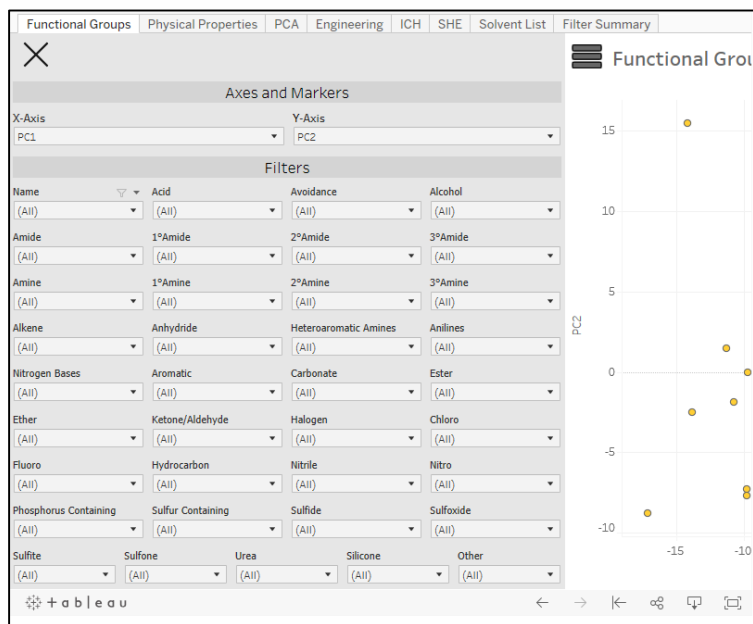 Functional Groups Physical Properties PCA Engineering ICH SHE Solvent List Filter Summary
Functional Grou
Axes and Markers
X-Axis Y-Axis
PC1 PC2
Filters
Name Acid Avoidance Alcohol
(All) (All) (All) (All)
Amide 1°Amide 2°Amide 3°Amide
(All) (All) (All) (All)
Amine 1°Amine 2°Amine 3°Amine
(All) (All) (All) (All)
Alkene Anhydride Heteroaromatic Amines Anilines
(All) (All) (All) (All)
Nitrogen Bases Aromatic Carbonate Ester
(All) (All) (All) (All)
Ether Ketone/Aldehyde Halogen Chloro
(All) (All) (All) (All)
Fluoro Hydrocarbon Nitrile Nitro
(All) (All) (All) (All)
Phosphorus Containing Sulfur Containing Sulfide Sulfoxide
(All) (All) (All) (All)
Sulfite Sulfone Urea Silicone Other
(All) (All) (All) (All) (All)
PC2
15
10
5
0
-5
-10
-15 -10
+ableau